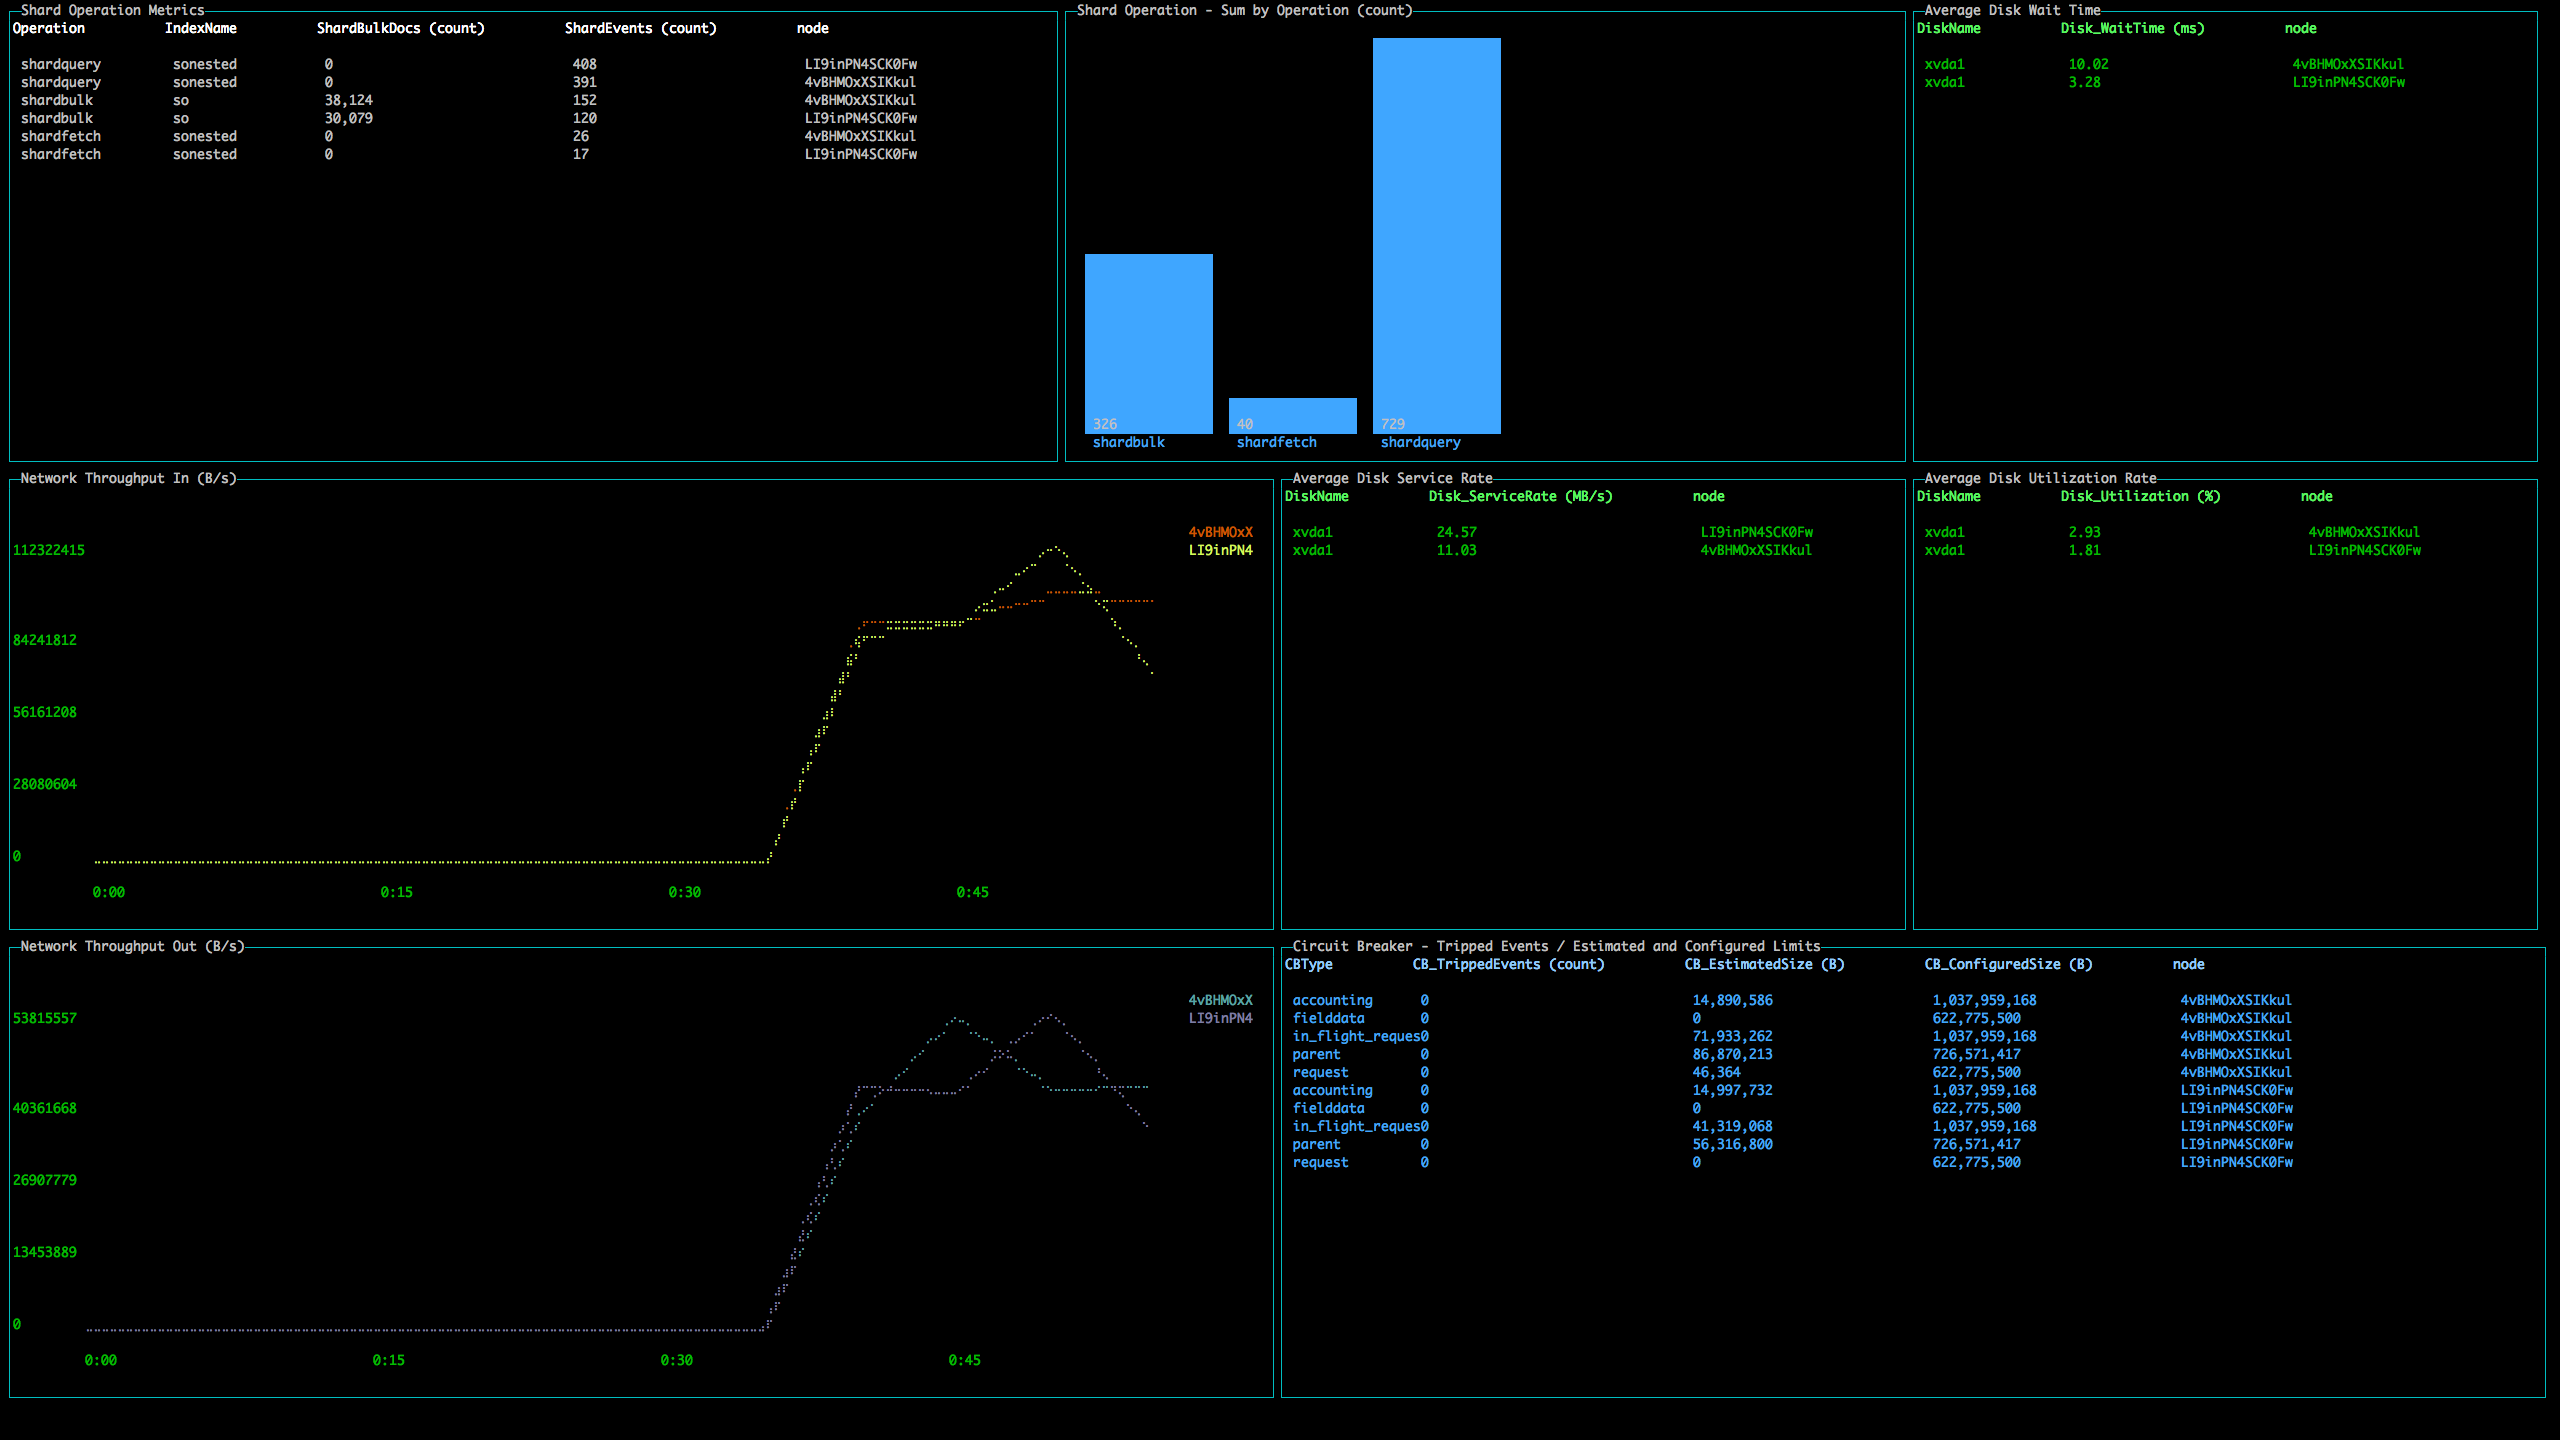 Shard Operation Metrics
Operation IndexName ShardBulkDocs (count) ShardEvents (count) node
shardquery sonested 0 408 LI9inPN4SCK0Fw
shardquery sonested 0 391 4vBHMOxXSIKkul
shardbulk so 38,124 152 4vBHMOxXSIKkul
shardbulk so 30,079 120 LI9inPN4SCK0Fw
shardfetch sonested 0 26 4vBHMOxXSIKkul
shardfetch sonested 0 17 LI9inPN4SCK0Fw
Shard Operation - Sum by Operation (count)
326 40 729
shardbulk shardfetch shardquery
Average Disk Wait Time
DiskName Disk_WaitTime (ms) node
xvda1 10.02 4vBHMOxXSIKkul
xvda1 3.28 LI9inPN4SCK0Fw
Network Throughput In (B/s)
4vBHMOxX
LI9inPN4
112322415
84241812
56161208
28080604
0
0:00 0:15 0:30 0:45
Average Disk Service Rate
DiskName Disk_ServiceRate (MB/s) node
xvda1 24.57 LI9inPN4SCK0Fw
xvda1 11.03 4vBHMOxXSIKkul
Average Disk Utilization Rate
DiskName Disk_Utilization (%) node
xvda1 2.93 4vBHMOxXSIKkul
xvda1 1.81 LI9inPN4SCK0Fw
Network Throughput Out (B/s)
4vBHMOxX
LI9inPN4
53815557
40361668
26907779
13453889
0
0:00 0:15 0:30 0:45
Circuit Breaker - Tripped Events / Estimated and Configured Limits
CBType CB_TrippedEvents (count) CB_EstimatedSize (B) CB_ConfiguredSize (B) node
accounting 0 14,890,586 1,037,959,168 4vBHMOxXSIKkul
fielddata 0 0 622,775,500 4vBHMOxXSIKkul
in_flight_reques0 71,933,262 1,037,959,168 4vBHMOxXSIKkul
parent 0 86,870,213 726,571,417 4vBHMOxXSIKkul
request 0 46,364 622,775,500 4vBHMOxXSIKkul
accounting 0 14,997,732 1,037,959,168 LI9inPN4SCK0Fw
fielddata 0 0 622,775,500 LI9inPN4SCK0Fw
in_flight_reques0 41,319,068 1,037,959,168 LI9inPN4SCK0Fw
parent 0 56,316,800 726,571,417 LI9inPN4SCK0Fw
request 0 0 622,775,500 LI9inPN4SCK0Fw